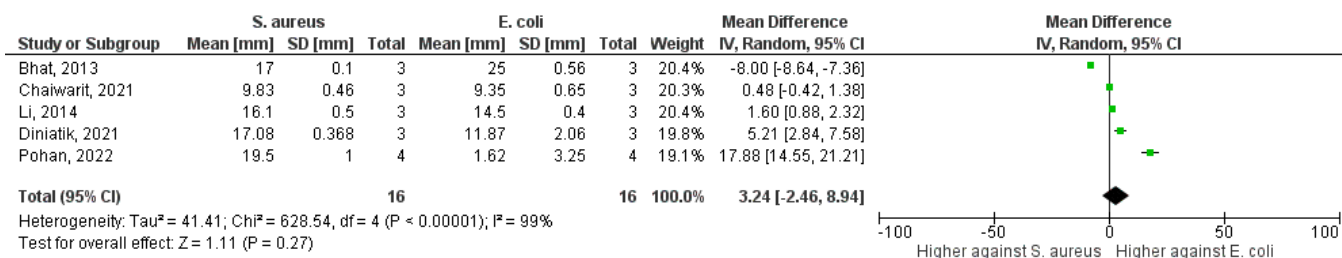 S. aureus E. coli Mean Difference Mean Difference
Study or Subgroup Mean [mm] SD [mm] Total Mean [mm] SD [mm] Total Weight IV, Random, 95% CI IV, Random, 95% CI
Bhat, 2013 17 0.1 3 25 0.56 3 20.4% -8.00 [-8.64, -7.36]
Chaiwarit, 2021 9.83 0.46 3 9.35 0.65 3 20.3% 0.48 [-0.42, 1.38]
Li, 2014 16.1 0.5 3 14.5 0.4 3 20.4% 1.60 [0.88, 2.32]
Diniatik, 2021 17.08 0.368 3 11.87 2.06 3 19.8% 5.21 [2.84, 7.58]
Pohan, 2022 19.5 1 4 1.62 3.25 4 19.1% 17.88 [14.55, 21.21]
Total (95% CI) 16 16 100.0% 3.24 [-2.46, 8.94]
Heterogeneity: Tau² = 41.41; Chi² = 628.54, df = 4 (P < 0.00001); I² = 99%
Test for overall effect: Z = 1.11 (P = 0.27)
-100 -50 0 50 100
Higher against S. aureus Higher against E. coli